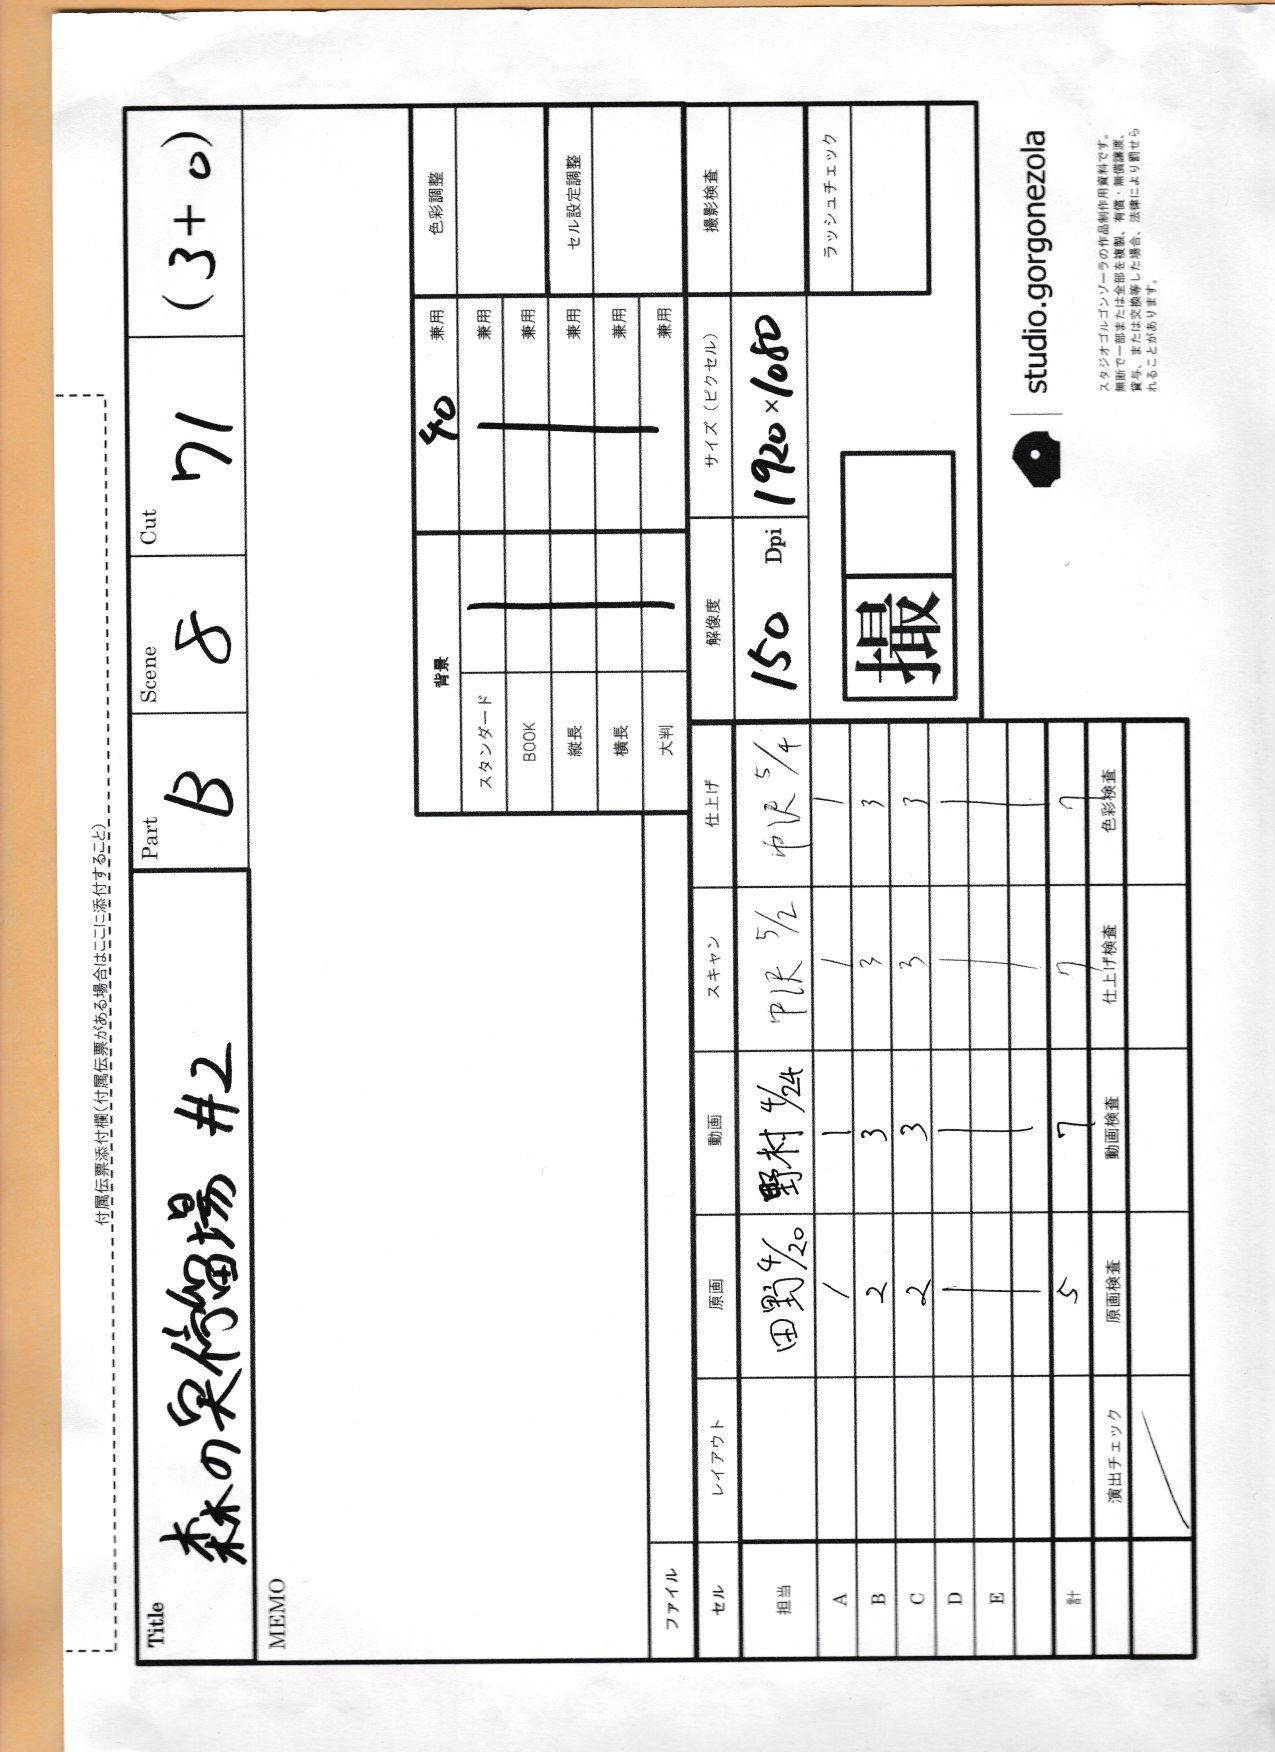 付属伝票添付欄(付属伝票がある場合はここに添付すること)
Title 森の安宿留場 #2 Part B Scene 8 Cut 71 (3+0)
MEMO
背景 40 兼用 色彩調整
スタンダード 兼用
BOOK 兼用
縦長 兼用 セル設定調整
横長 兼用
大判 兼用
ファイル
解像度 サイズ(ピクセル) 撮影検査
150 Dpi 1920×1080
ラッシュチェック
撮
セル レイアウト 原画 動画 スキャン 仕上げ
担当 田野 4/20 野村 4/24 中沢 5/2 中沢 5/4
A 1 1 1 1
B 2 3 3 3
C 2 3 3 3
D
E
計 5 7 7 7
演出チェック 原画検査 動画検査 仕上げ検査 色彩検査
studio.gorgonezola
スタジオゴルゴンゾーラの作品制作用資料です。
無断で一部または全部を複製、有償・無償譲渡、
貸与、または交換等した場合、法律により罰せら
れることがあります。